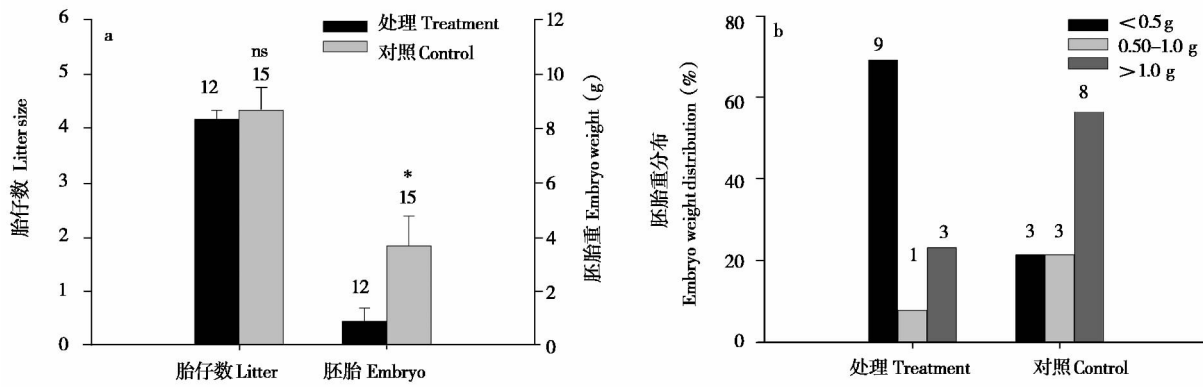 a
处理 Treatment
对照 Control
胎仔数 Litter size
6
5
4
3
2
1
0
12
ns
15
12
*
15
12
10
8
6
4
2
0
胚胎重 Embryo weight (g)
胎仔数 Litter
胚胎 Embryo
b
<0.5 g
0.50–1.0 g
>1.0 g
胚胎重分布
Embryo weight distribution (%)
80
60
40
20
0
9
1
3
3
3
8
处理 Treatment
对照 Control